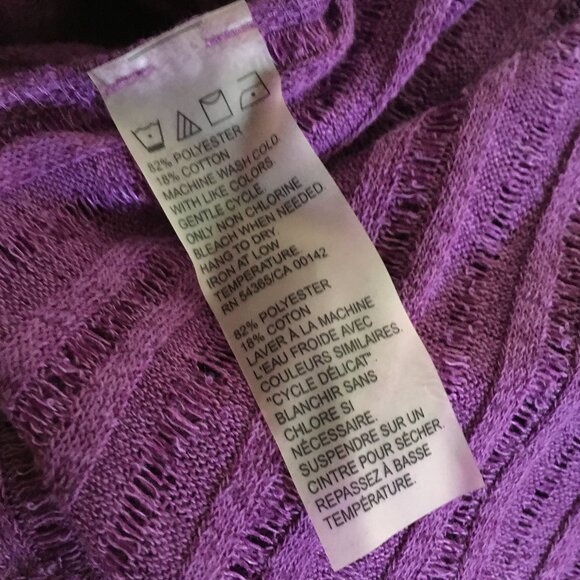 82% POLYESTER
18% COTTON
MACHINE WASH COLD
WITH LIKE COLORS.
GENTLE CYCLE.
ONLY NON CHLORINE
BLEACH WHEN NEEDED.
HANG TO DRY.
IRON AT LOW
TEMPERATURE
RN 54365/CA 00142
82% POLYESTER
18% COTON
LAVER À LA MACHINE
L'EAU FROIDE AVEC
COULEURS SIMILAIRES.
"CYCLE DÉLICAT".
BLANCHIR SANS
CHLORE SI
NÉCESSAIRE.
SUSPENDRE SUR UN
CINTRE POUR SÉCHER.
REPASSEZ À BASSE
TEMPÉRATURE.